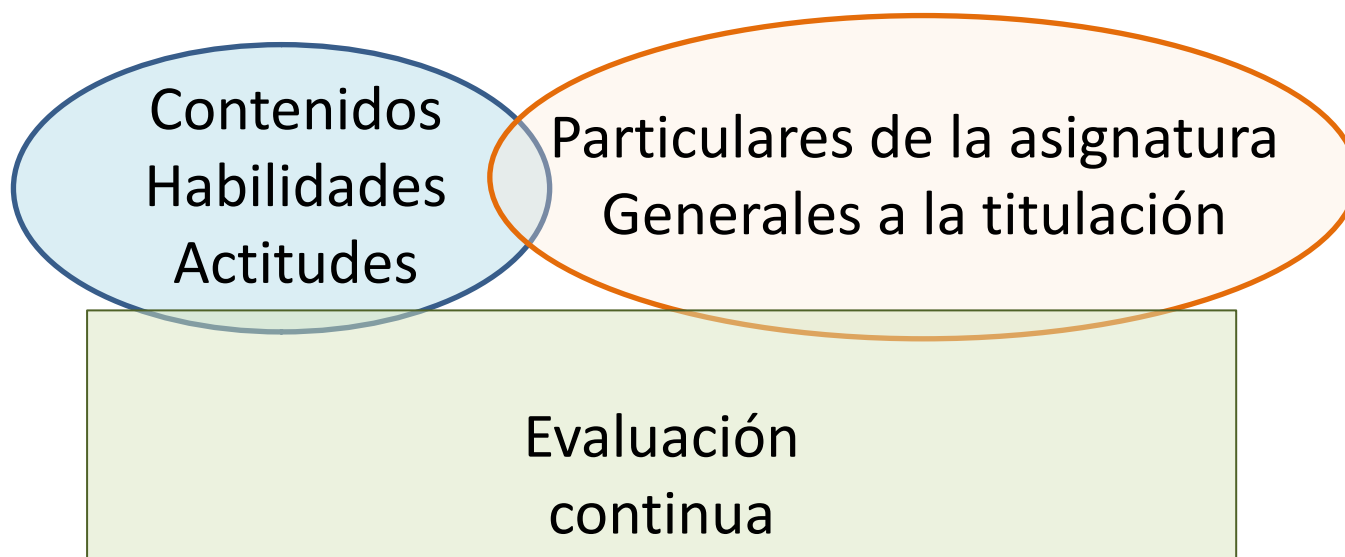 Contenidos
Habilidades
Actitudes
Particulares de la asignatura
Generales a la titulación
Evaluación
continua